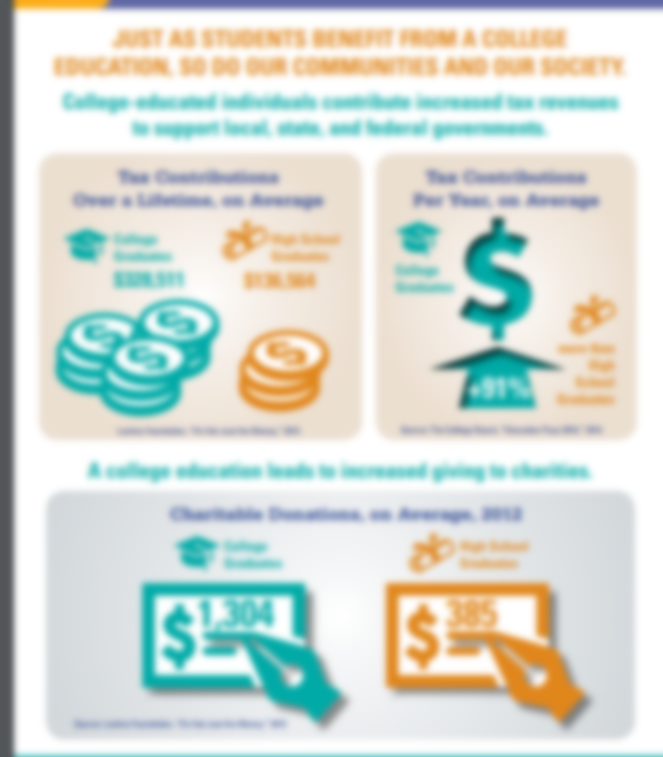 JUST AS STUDENTS BENEFIT FROM A COLLEGE
EDUCATION, SO DO OUR COMMUNITIES AND OUR SOCIETY.
College-educated individuals contribute increased tax revenues
to support local, state, and federal governments.
Tax Contributions
Over a Lifetime, on Average
College
Graduates
High School
Graduates
Tax Contributions
Per Year, on Average
College
Graduates
$
+91%
more than
High
School
Graduates
A college education leads to increased giving to charities.
Charitable Donations, on Average, 2012
College
Graduates
High School
Graduates
$1,304
$385